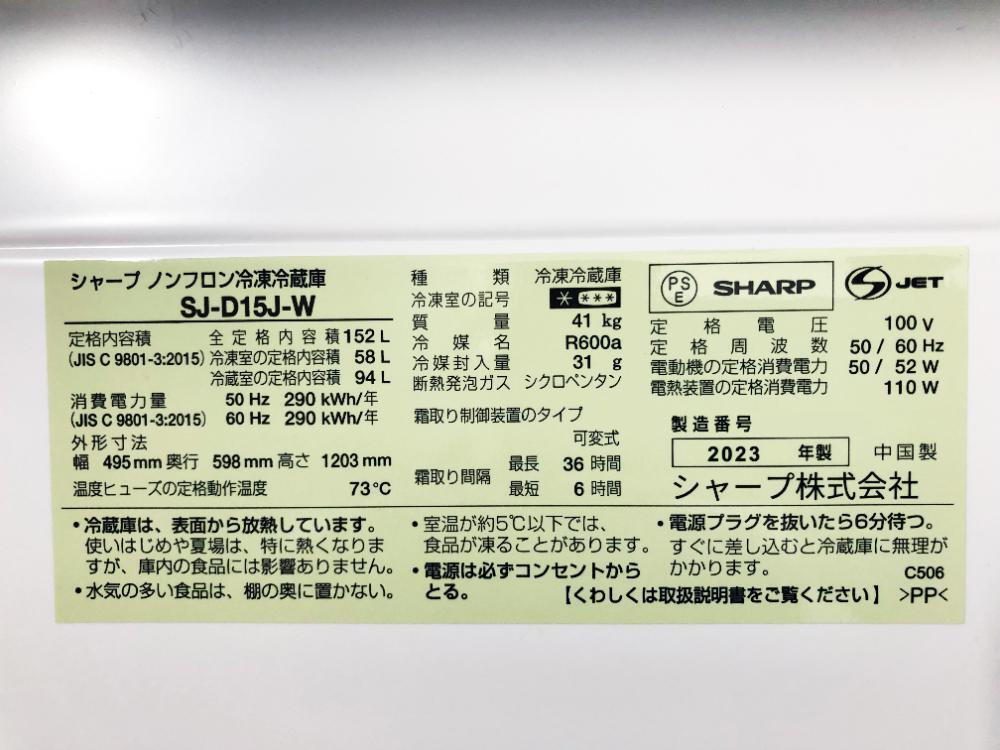 シャープ ノンフロン冷凍冷蔵庫
SJ-D15J-W
定格内容積 全定格内容積 152 L
(JIS C 9801-3:2015) 冷凍室の定格内容積 58 L
冷蔵室の定格内容積 94 L
消費電力量 50 Hz 290 kWh/年
(JIS C 9801-3:2015) 60 Hz 290 kWh/年
外形寸法
幅 495 mm 奥行 598 mm 高さ 1203 mm
温度ヒューズの定格動作温度 73℃
種類 冷凍冷蔵庫
冷凍室の記号 * ***
質量 41 kg
冷媒名 R600a
冷媒封入量 31 g
断熱発泡ガス シクロペンタン
霜取り制御装置のタイプ
可変式
霜取り間隔 最長 36 時間
最短 6 時間
PS
E
SHARP
JET
定格電圧 100 V
定格周波数 50 / 60 Hz
電動機の定格消費電力 50 / 52 W
電熱装置の定格消費電力 110 W
製造番号
2023 年製 中国製
シャープ株式会社
・冷蔵庫は、表面から放熱しています。
使いはじめや夏場は、特に熱くなりま
すが、庫内の食品には影響ありません。
・水気の多い食品は、棚の奥に置かない。
・室温が約5℃以下では、
食品が凍ることがあります。
・電源は必ずコンセントから
とる。
・電源プラグを抜いたら6分待つ。
すぐに差し込むと冷蔵庫に無理が
かかります。 C506
【くわしくは取扱説明書をご覧ください】 >PP<